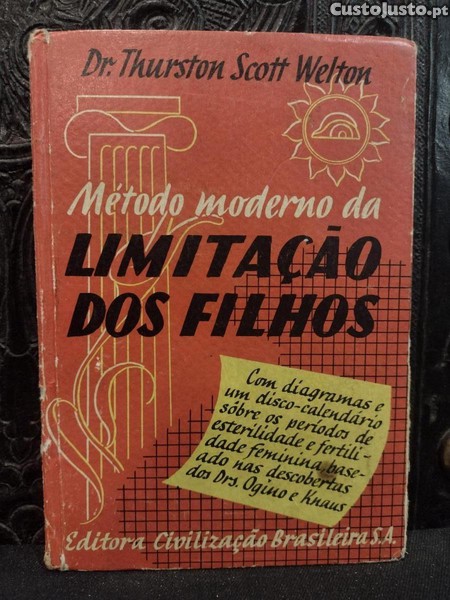 CustoJusto.pt
Dr. Thurston Scott Welton
Método moderno da
LIMITAÇÃO
DOS FILHOS
Com diagramas e
um disco-calendário
sôbre os períodos de
esterilidade e fertili-
dade feminina, base-
ado nas descobertas
dos Drs. Ogino e Knaus
Editora Civilização Brasileira S.A.